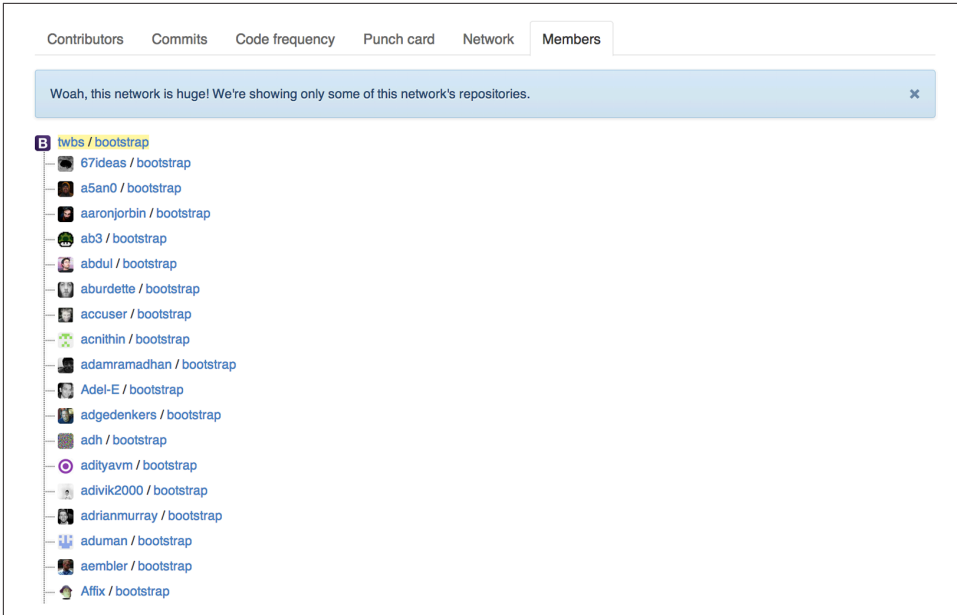 Contributors Commits Code frequency Punch card Network Members
Woah, this network is huge! We're showing only some of this network's repositories. ×
B twbs / bootstrap
67ideas / bootstrap
a5an0 / bootstrap
aaronjorbin / bootstrap
ab3 / bootstrap
abdul / bootstrap
aburdette / bootstrap
accuser / bootstrap
acnithin / bootstrap
adamramadhan / bootstrap
Adel-E / bootstrap
adgedenkers / bootstrap
adh / bootstrap
adityavm / bootstrap
adivik2000 / bootstrap
adrianmurray / bootstrap
aduman / bootstrap
aembler / bootstrap
Affix / bootstrap